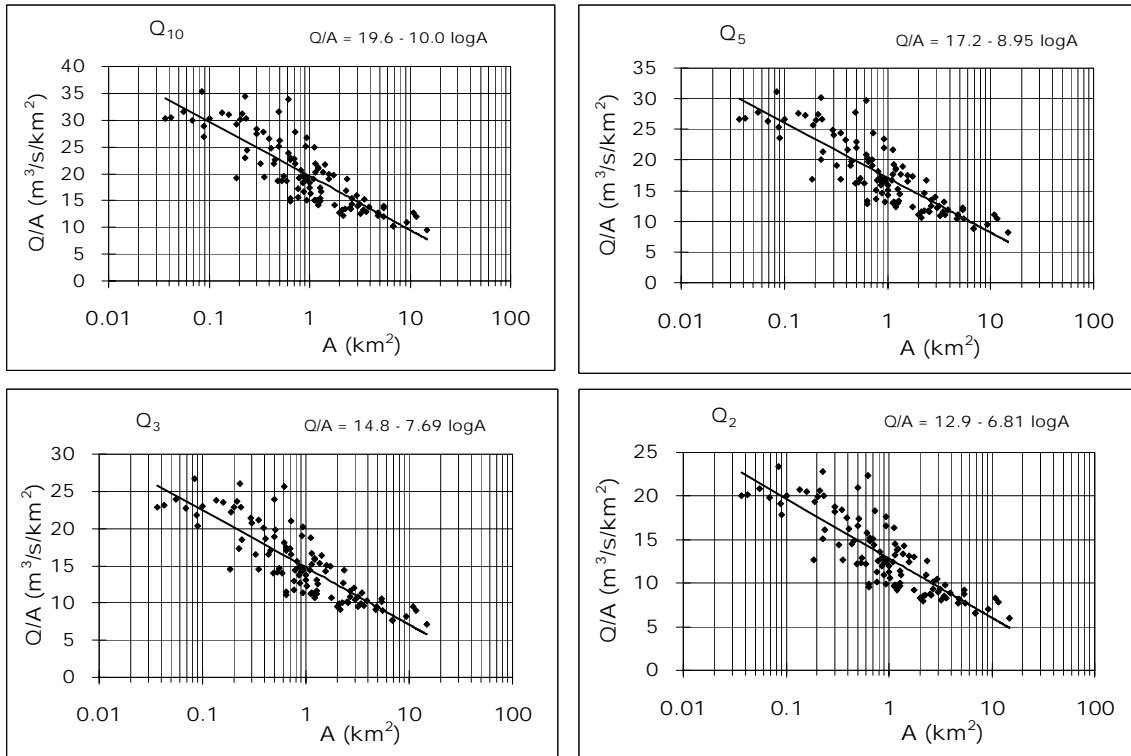 Q₁₀
Q/A = 19.6 - 10.0 logA
40
35
30
25
20
15
10
5
0
Q/A (m³/s/km²)
0.01 0.1 1 10 100
A (km²)
Q₅
Q/A = 17.2 - 8.95 logA
35
30
25
20
15
10
5
0
Q/A (m³/s/km²)
0.01 0.1 1 10 100
A (km²)
Q₃
Q/A = 14.8 - 7.69 logA
30
25
20
15
10
5
0
Q/A (m³/s/km²)
0.01 0.1 1 10 100
A (km²)
Q₂
Q/A = 12.9 - 6.81 logA
25
20
15
10
5
0
Q/A (m³/s/km²)
0.01 0.1 1 10 100
A (km²)